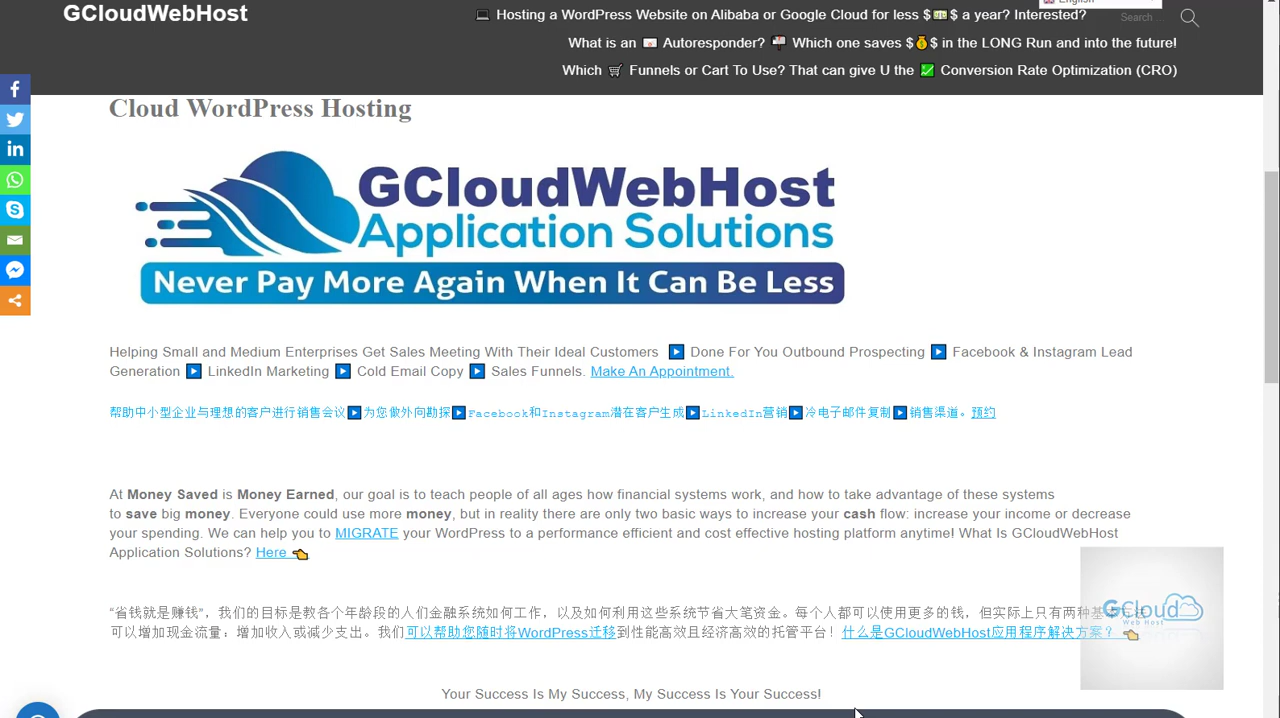 GCloudWebHost
💻 Hosting a WordPress Website on Alibaba or Google Cloud for less $💵$ a year? Interested?
English
Search ...
What is an 💌 Autoresponder? 📬 Which one saves $💰$ in the LONG Run and into the future!
Which 🛒 Funnels or Cart To Use? That can give U the 💹 Conversion Rate Optimization (CRO)
Cloud WordPress Hosting
GCloudWebHost
Application Solutions
Never Pay More Again When It Can Be Less
Helping Small and Medium Enterprises Get Sales Meeting With Their Ideal Customers ▶️ Done For You Outbound Prospecting ▶️ Facebook & Instagram Lead
Generation ▶️ LinkedIn Marketing ▶️ Cold Email Copy ▶️ Sales Funnels. Make An Appointment.
帮助中小型企业与理想的客户进行销售会议▶️为您做外向勘探▶️Facebook和Instagram潜在客户生成▶️LinkedIn营销▶️冷电子邮件复制▶️销售渠道。预约
At Money Saved is Money Earned, our goal is to teach people of all ages how financial systems work, and how to take advantage of these systems
to save big money. Everyone could use more money, but in reality there are only two basic ways to increase your cash flow: increase your income or decrease
your spending. We can help you to MIGRATE your WordPress to a performance efficient and cost effective hosting platform anytime! What Is GCloudWebHost
Application Solutions? Here 👈
“省钱就是赚钱”，我们的目标是教各个年龄段的人们金融系统如何工作，以及如何利用这些系统节省大笔资金。每个人都可以使用更多的钱，但实际上只有两种基本方法
可以增加现金流量：增加收入或减少支出。我们可以帮助您随时将WordPress迁移到性能高效且经济高效的托管平台！什么是GCloudWebHost应用程序解决方案？ 👈
Gcloud
Web Host
Your Success Is My Success, My Success Is Your Success!